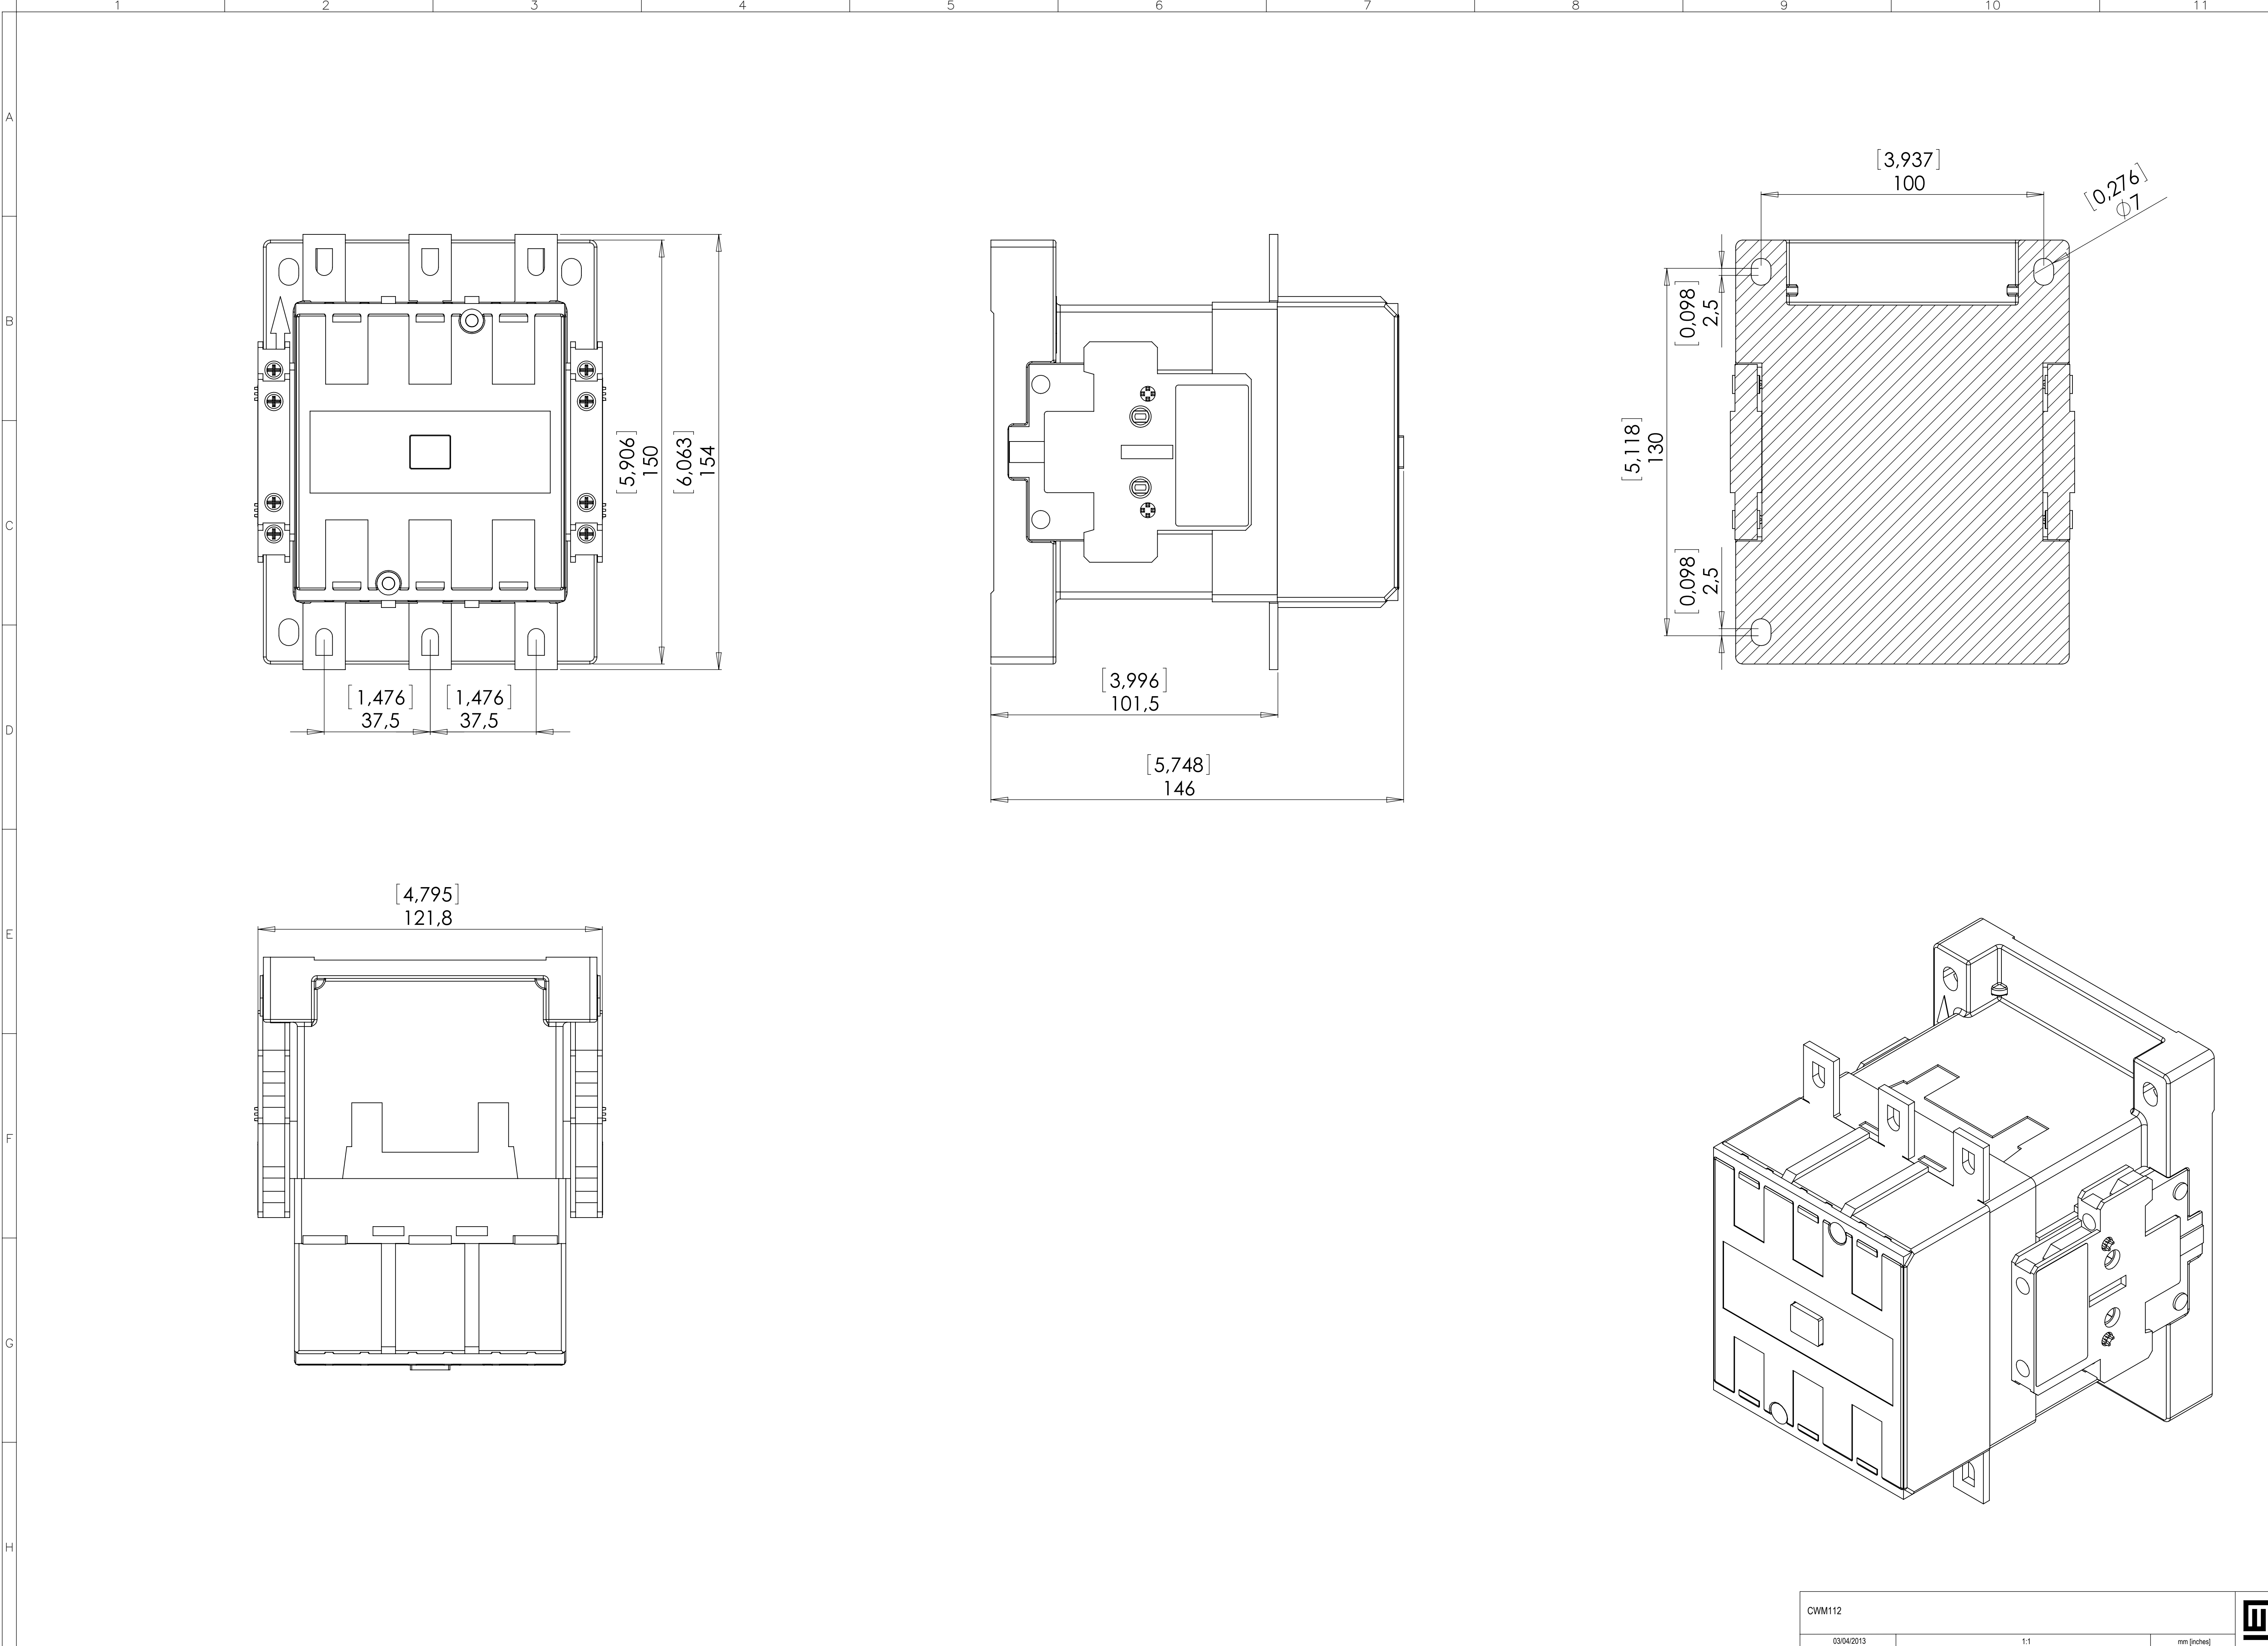 1 2 3 4 5 6 7 8 9 10 11
A
B
C
D
E
F
G
H
[5,906]
150
[6,063]
154
[1,476]
37,5
[1,476]
37,5
[3,996]
101,5
[5,748]
146
[3,937]
100
[0,276]
∅7
[0,098]
2,5
[5,118]
130
[0,098]
2,5
[4,795]
121,8
CWM112
03/04/2013 1:1 mm [inches]